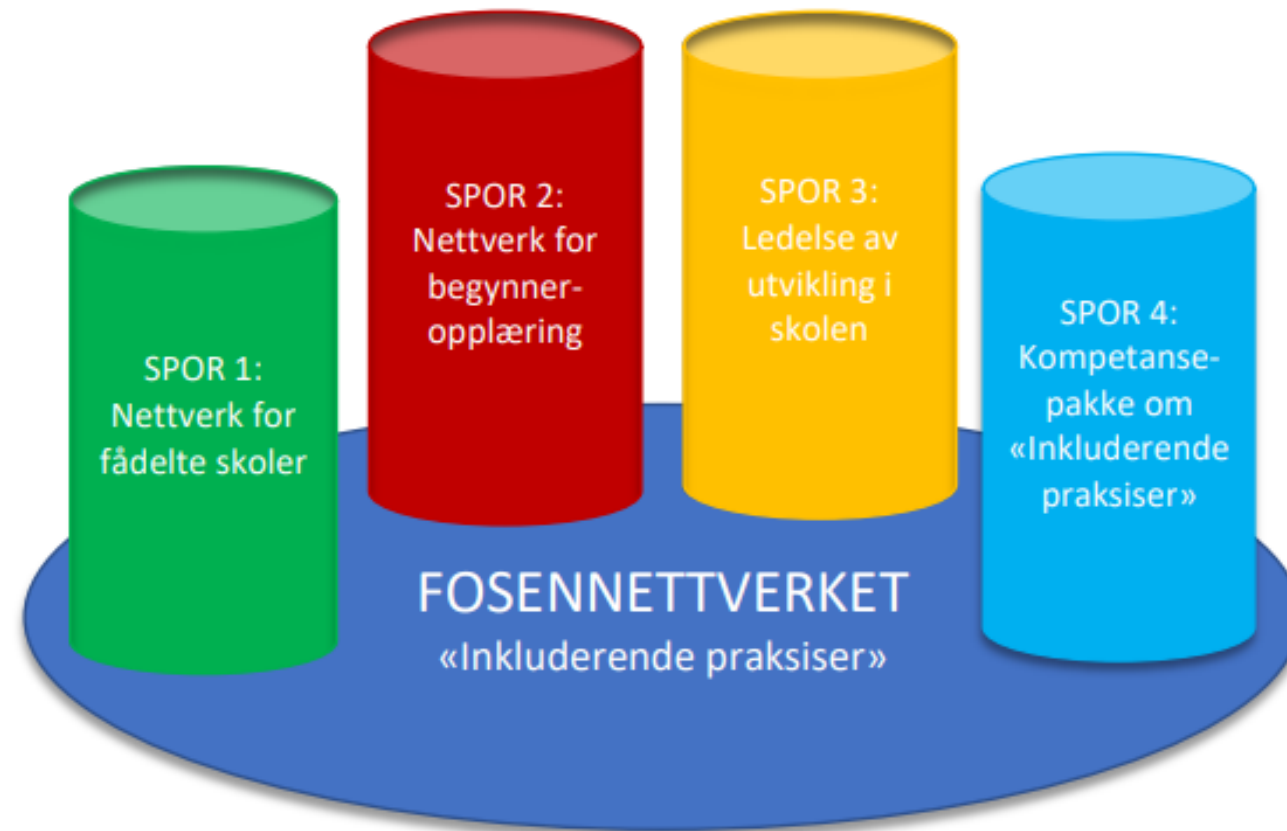 SPOR 1:
Nettverk for
fådelte skoler
SPOR 2:
Nettverk for
begynner-
opplæring
SPOR 3:
Ledelse av
utvikling i
skolen
SPOR 4:
Kompetanse-
pakke om
«Inkluderende
praksiser»
FOSENNETTVERKET
«Inkluderende praksiser»